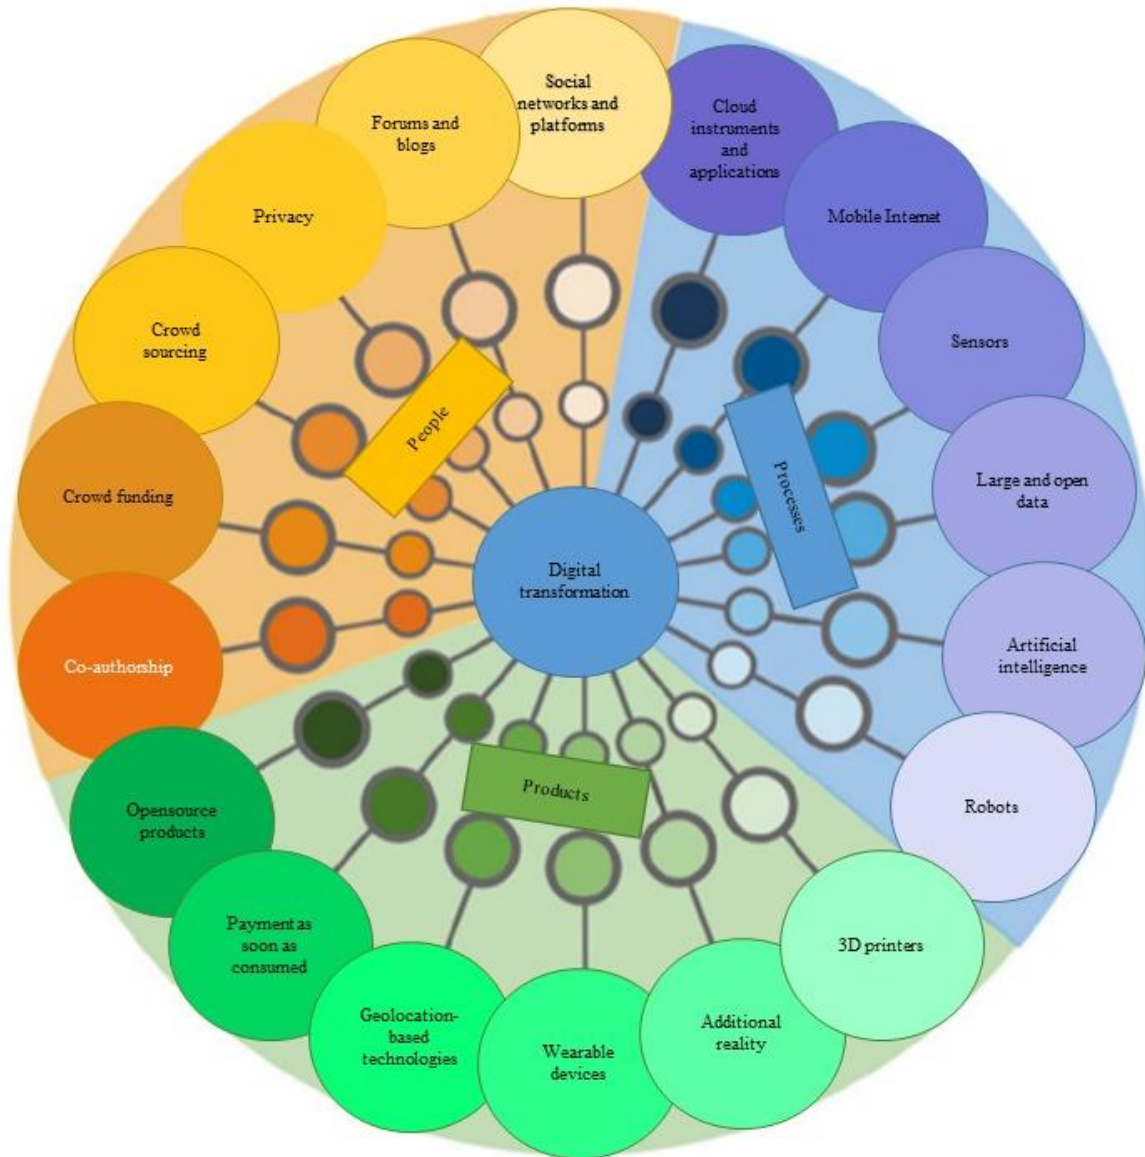 Social
networks and
platforms
Cloud
instruments
and
applications
Mobile Internet
Sensors
Large and open
data
Artificial
intelligence
Robots
3D printers
Additional
reality
Wearable
devices
Geolocation-
based
technologies
Payment as
soon as
consumed
Opensource
products
Co-authorship
Crowd funding
Crowd
sourcing
Privacy
Forums and
blogs
People
Processes
Products
Digital
transformation